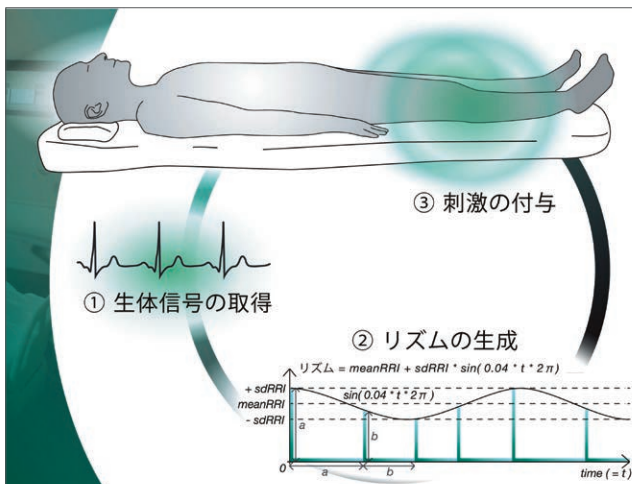 ③ 刺激の付与
① 生体信号の取得
② リズムの生成
リズム = meanRRI + sdRRI * sin( 0.04 * t * 2π )
+ sdRRI
sin( 0.04 * t * 2π )
meanRRI
- sdRRI
a
b
0
a
b
time ( = t )